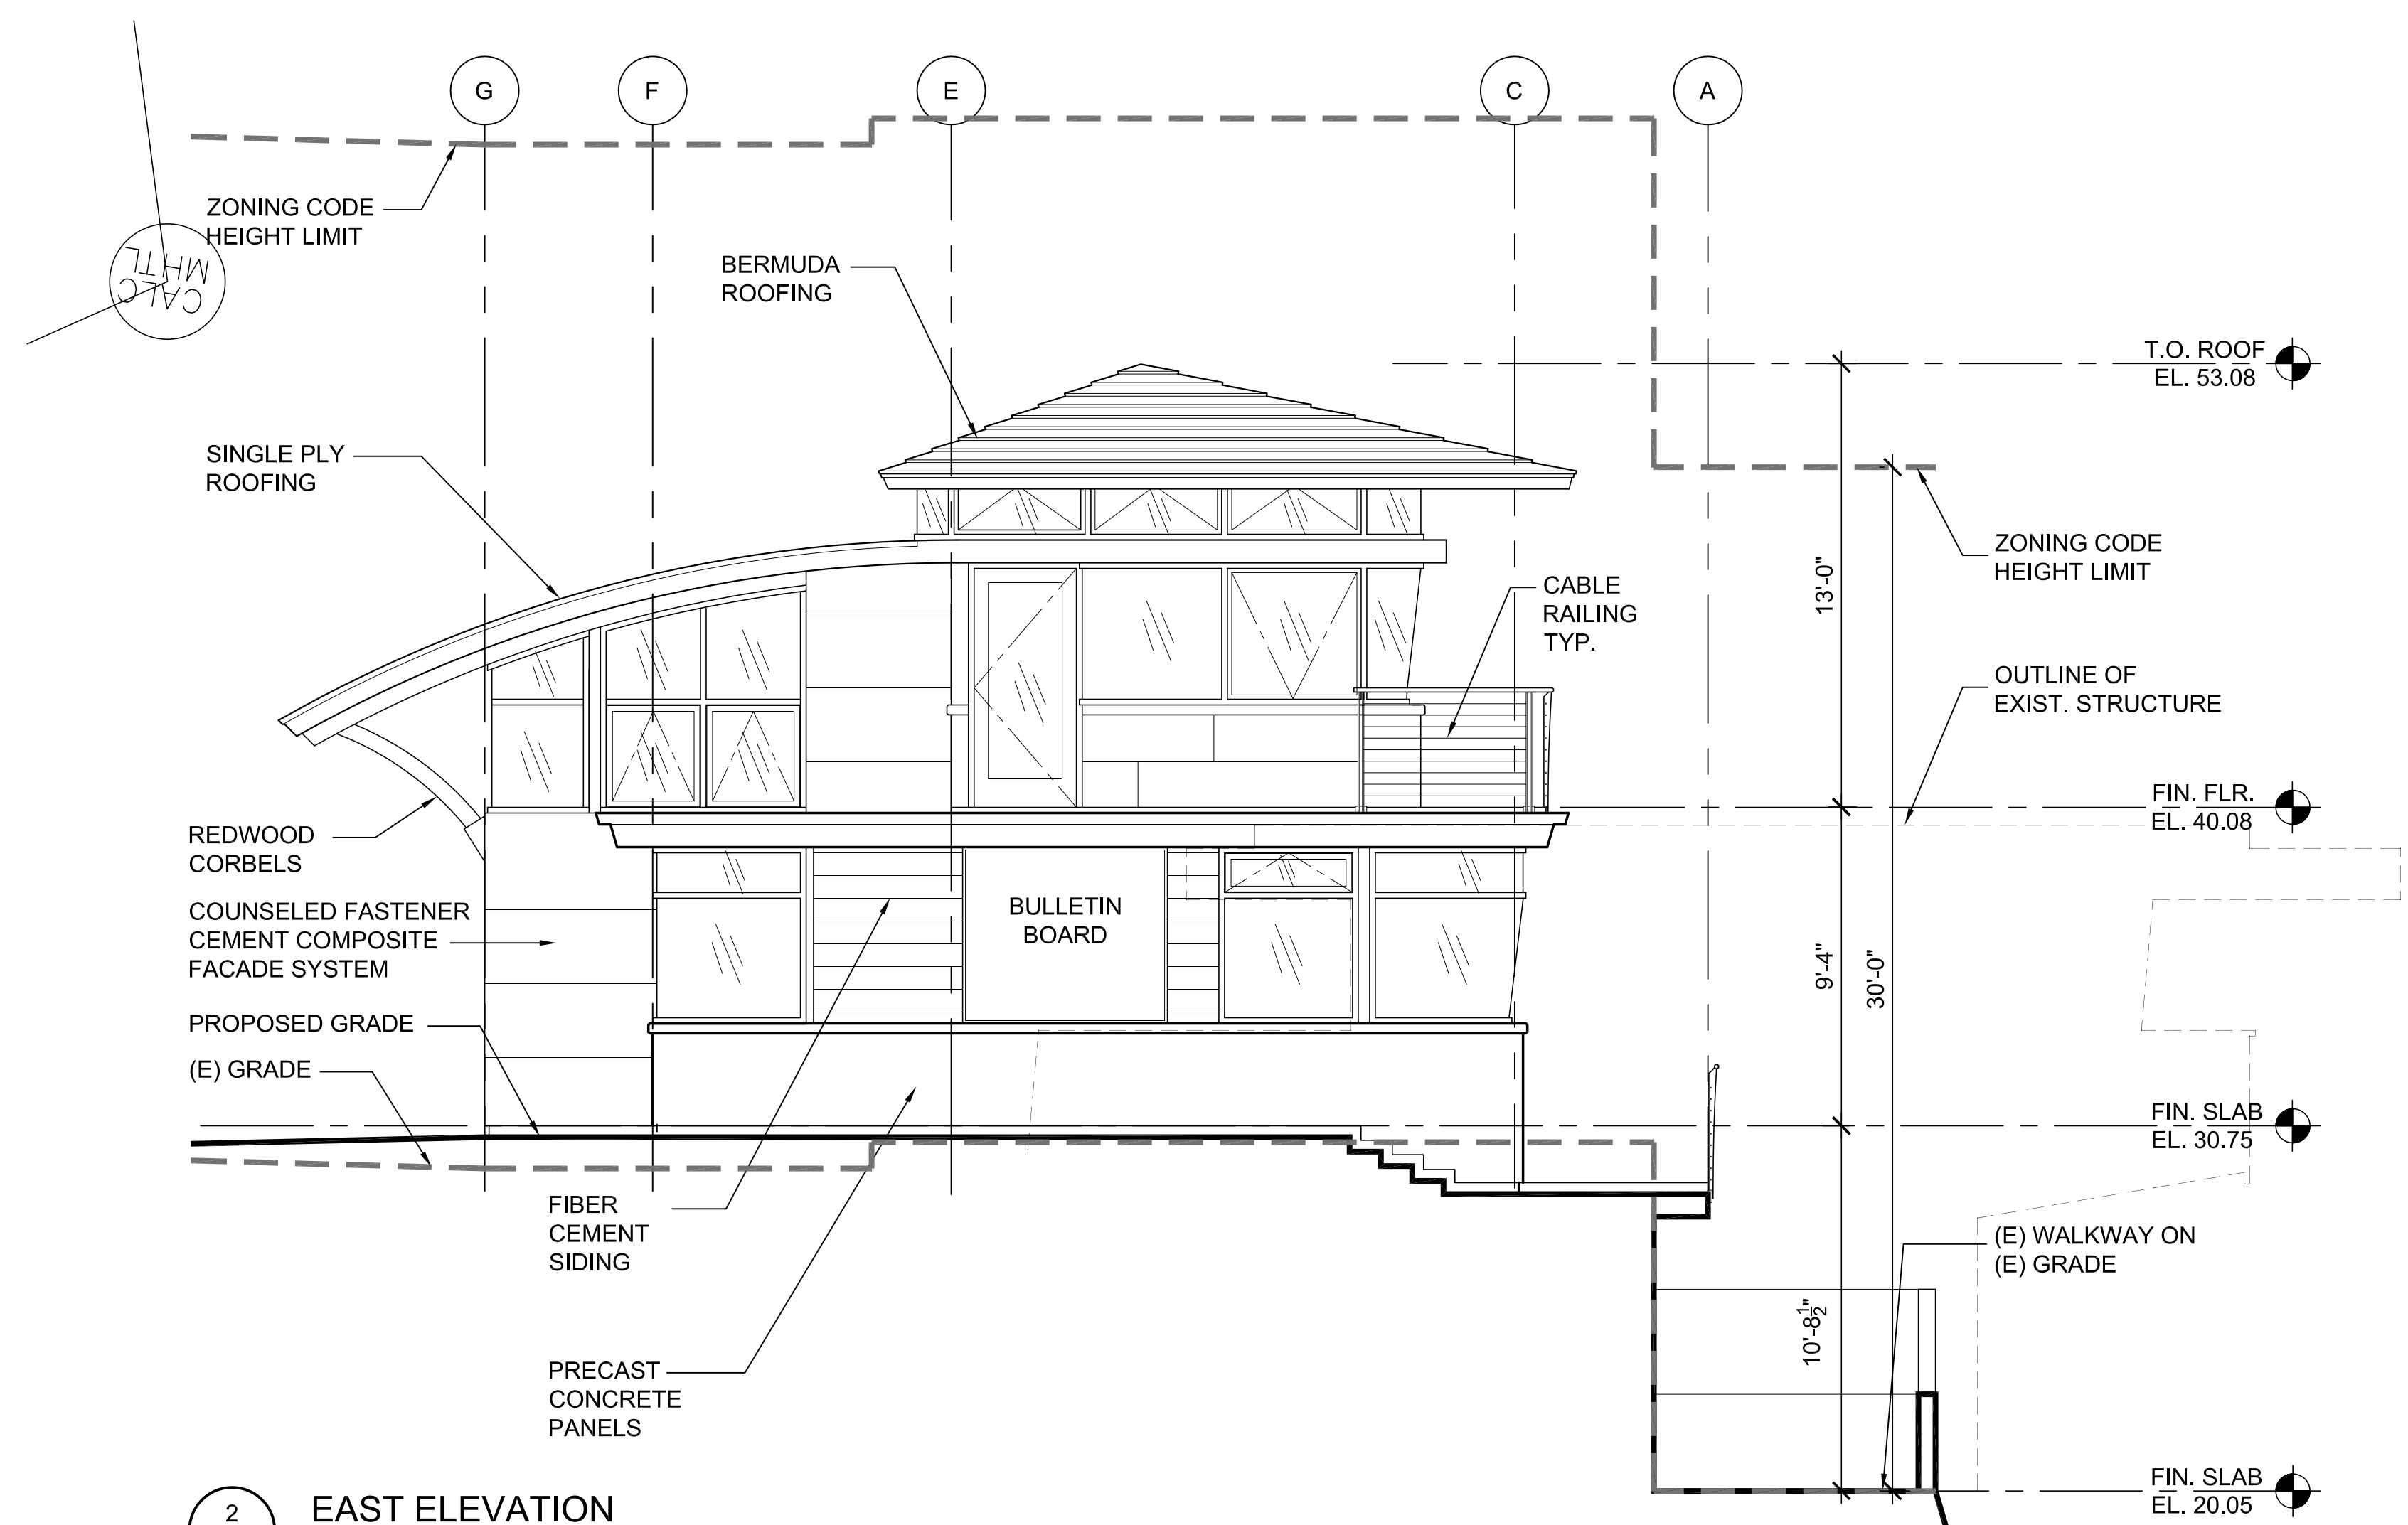 G
F
E
C
A
ZONING CODE
HEIGHT LIMIT
CALC
MHTL
BERMUDA
ROOFING
T.O. ROOF
EL. 53.08
SINGLE PLY
ROOFING
ZONING CODE
HEIGHT LIMIT
13'-0"
CABLE
RAILING
TYP.
OUTLINE OF
EXIST. STRUCTURE
FIN. FLR.
EL. 40.08
REDWOOD
CORBELS
COUNSELED FASTENER
CEMENT COMPOSITE
FACADE SYSTEM
BULLETIN
BOARD
9'-4"
30'-0"
PROPOSED GRADE
(E) GRADE
FIN. SLAB
EL. 30.75
FIBER
CEMENT
SIDING
(E) WALKWAY ON
(E) GRADE
10'-8½"
PRECAST
CONCRETE
PANELS
FIN. SLAB
EL. 20.05
2
EAST ELEVATION